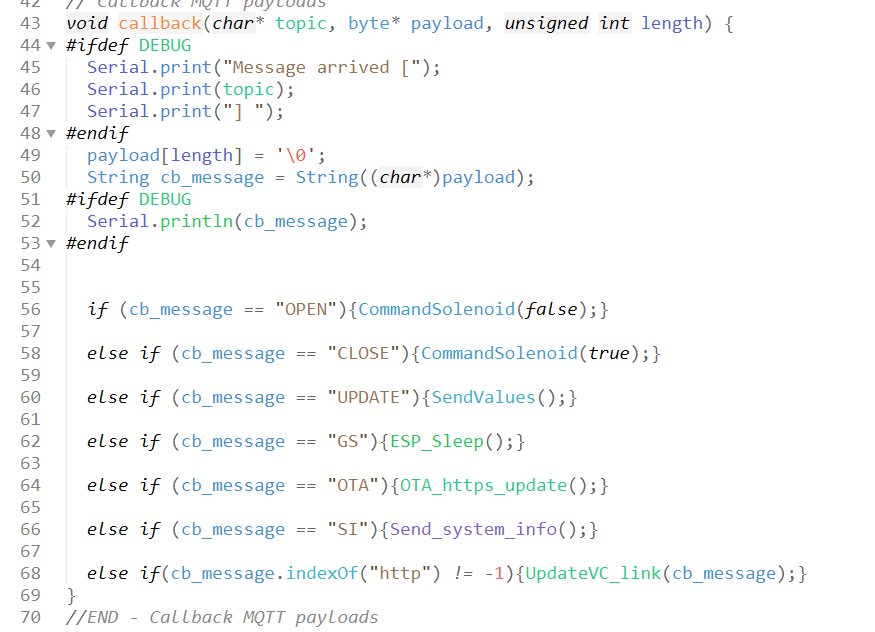 42 // Callback MQTT payloads
43 void callback(char* topic, byte* payload, unsigned int length) {
44 #ifdef DEBUG
45 Serial.print("Message arrived [");
46 Serial.print(topic);
47 Serial.print("] ");
48 #endif
49 payload[length] = '\0';
50 String cb_message = String((char*)payload);
51 #ifdef DEBUG
52 Serial.println(cb_message);
53 #endif
54
55
56 if (cb_message == "OPEN"){CommandSolenoid(false);}
57
58 else if (cb_message == "CLOSE"){CommandSolenoid(true);}
59
60 else if (cb_message == "UPDATE"){SendValues();}
61
62 else if (cb_message == "GS"){ESP_Sleep();}
63
64 else if (cb_message == "OTA"){OTA_https_update();}
65
66 else if (cb_message == "SI"){Send_system_info();}
67
68 else if(cb_message.indexOf("http") != -1){UpdateVC_link(cb_message);}
69 }
70 //END - Callback MQTT payloads